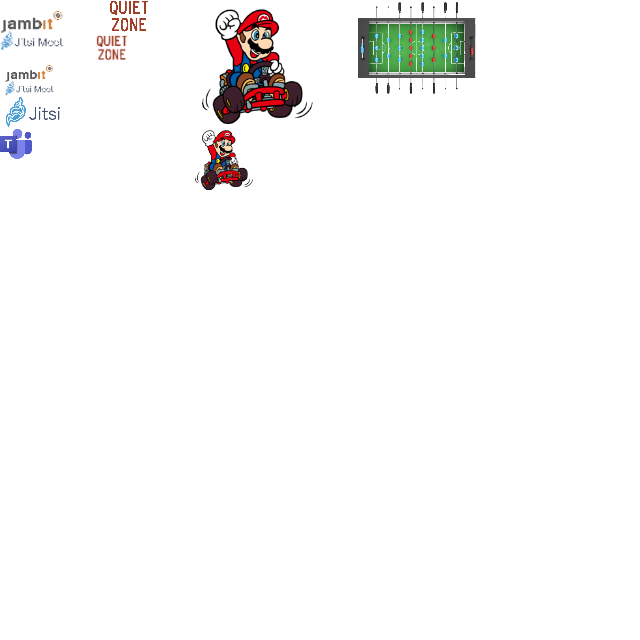 jambit
Jitsi Meet
jambit
Jitsi Meet
Jitsi
T
QUIET
ZONE
QUIET
ZONE
M